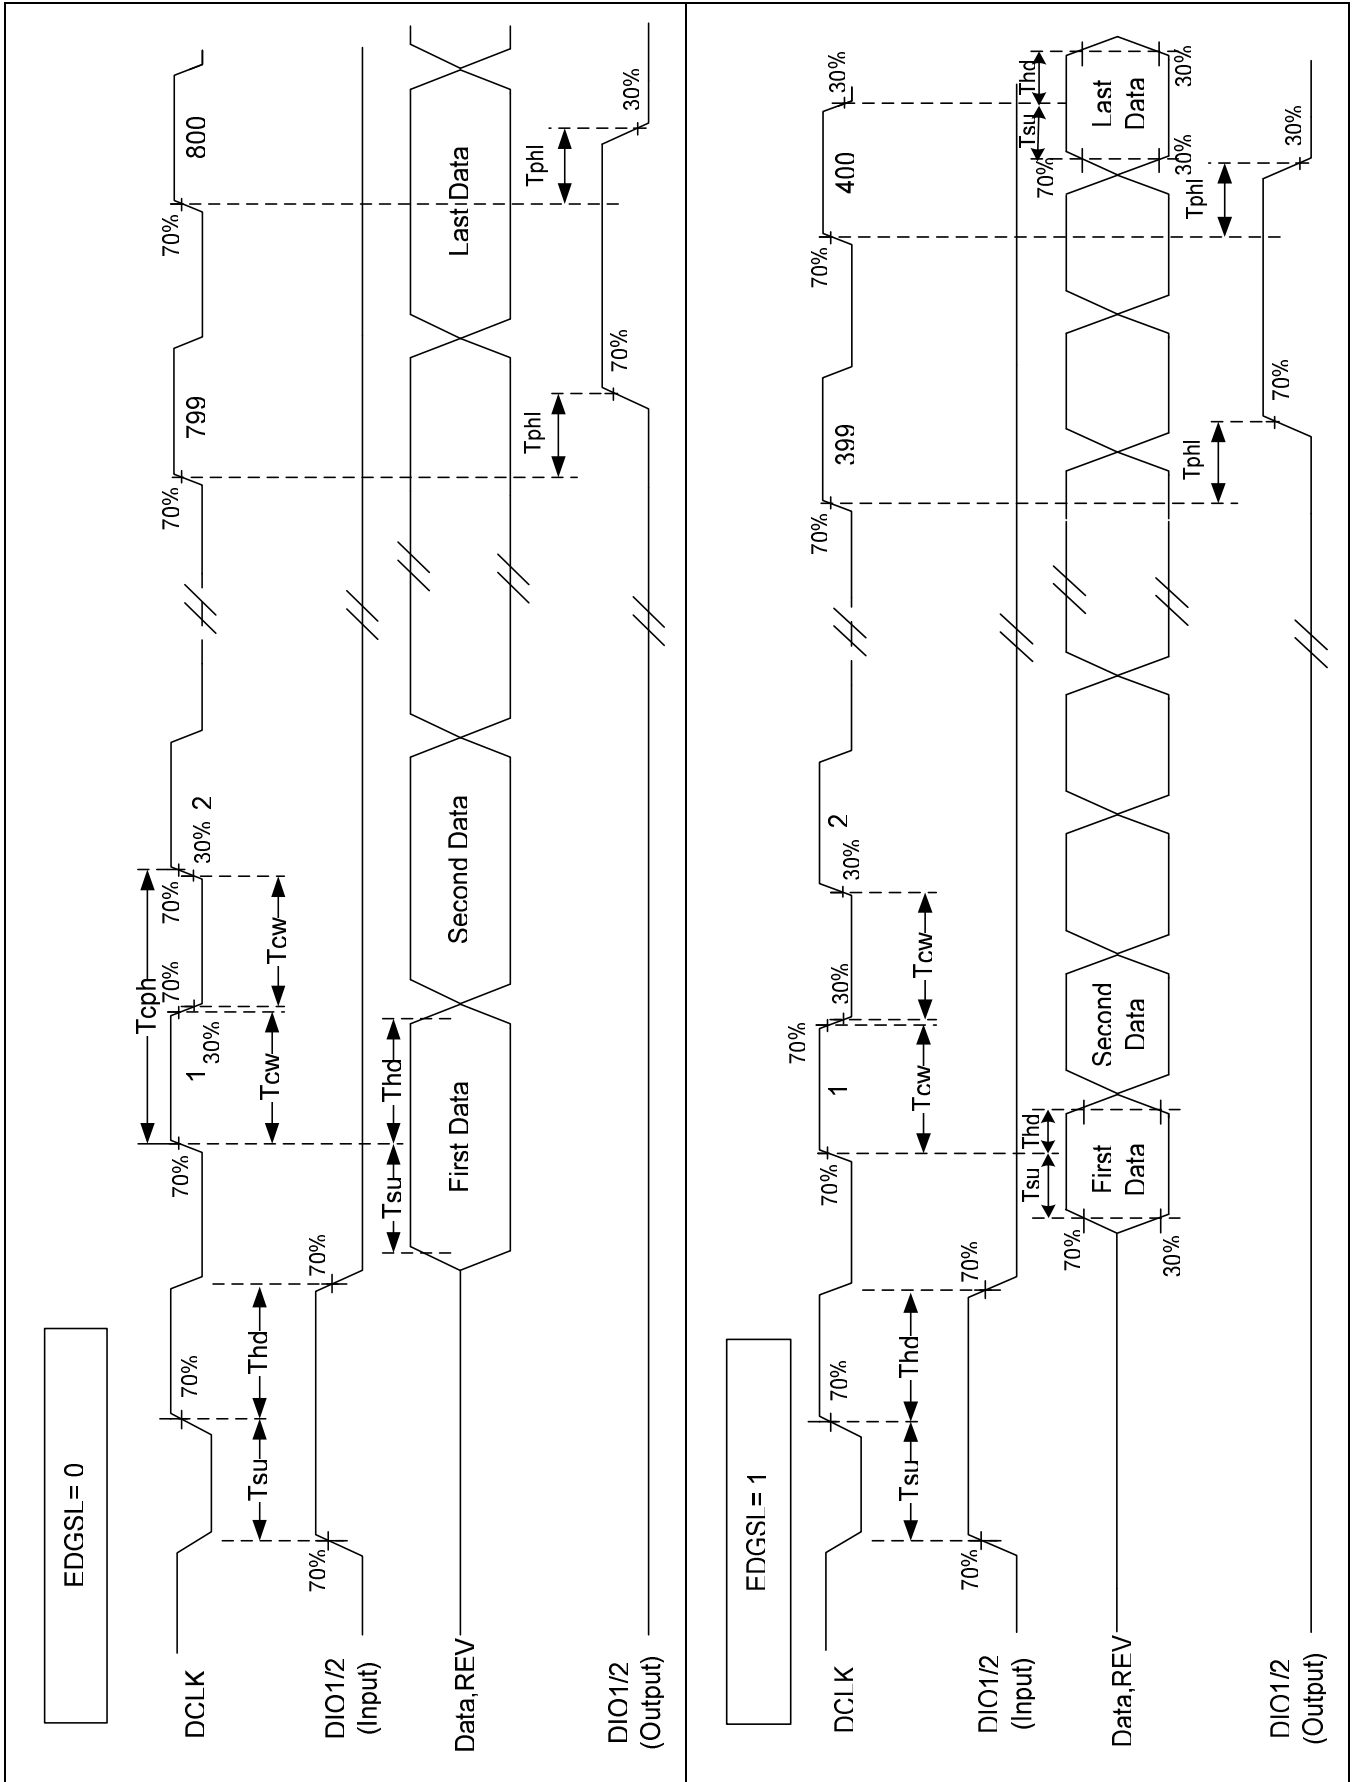 EDGSL= 0
DCLK
70%
1
70%
30%
70%
30%
2
Tcph
Tcw
Tcw
70%
799
70%
800
DIO1/2
(Input)
70%
Tsu
Thd
70%
Data,REV
Tsu
Thd
First Data
Second Data
Last Data
DIO1/2
(Output)
Tphl
70%
Tphl
30%
70%
EDGSL= 1
DCLK
70%
70%
1
70%
30%
30%
2
Tcw
Tcw
70%
399
70%
400
30%
DIO1/2
(Input)
70%
Tsu
Thd
70%
Data,REV
70%
30%
Tsu
Thd
First
Data
Second
Data
70%
30%
Tsu
Thd
Last
Data
30%
DIO1/2
(Output)
Tphl
70%
Tphl
30%